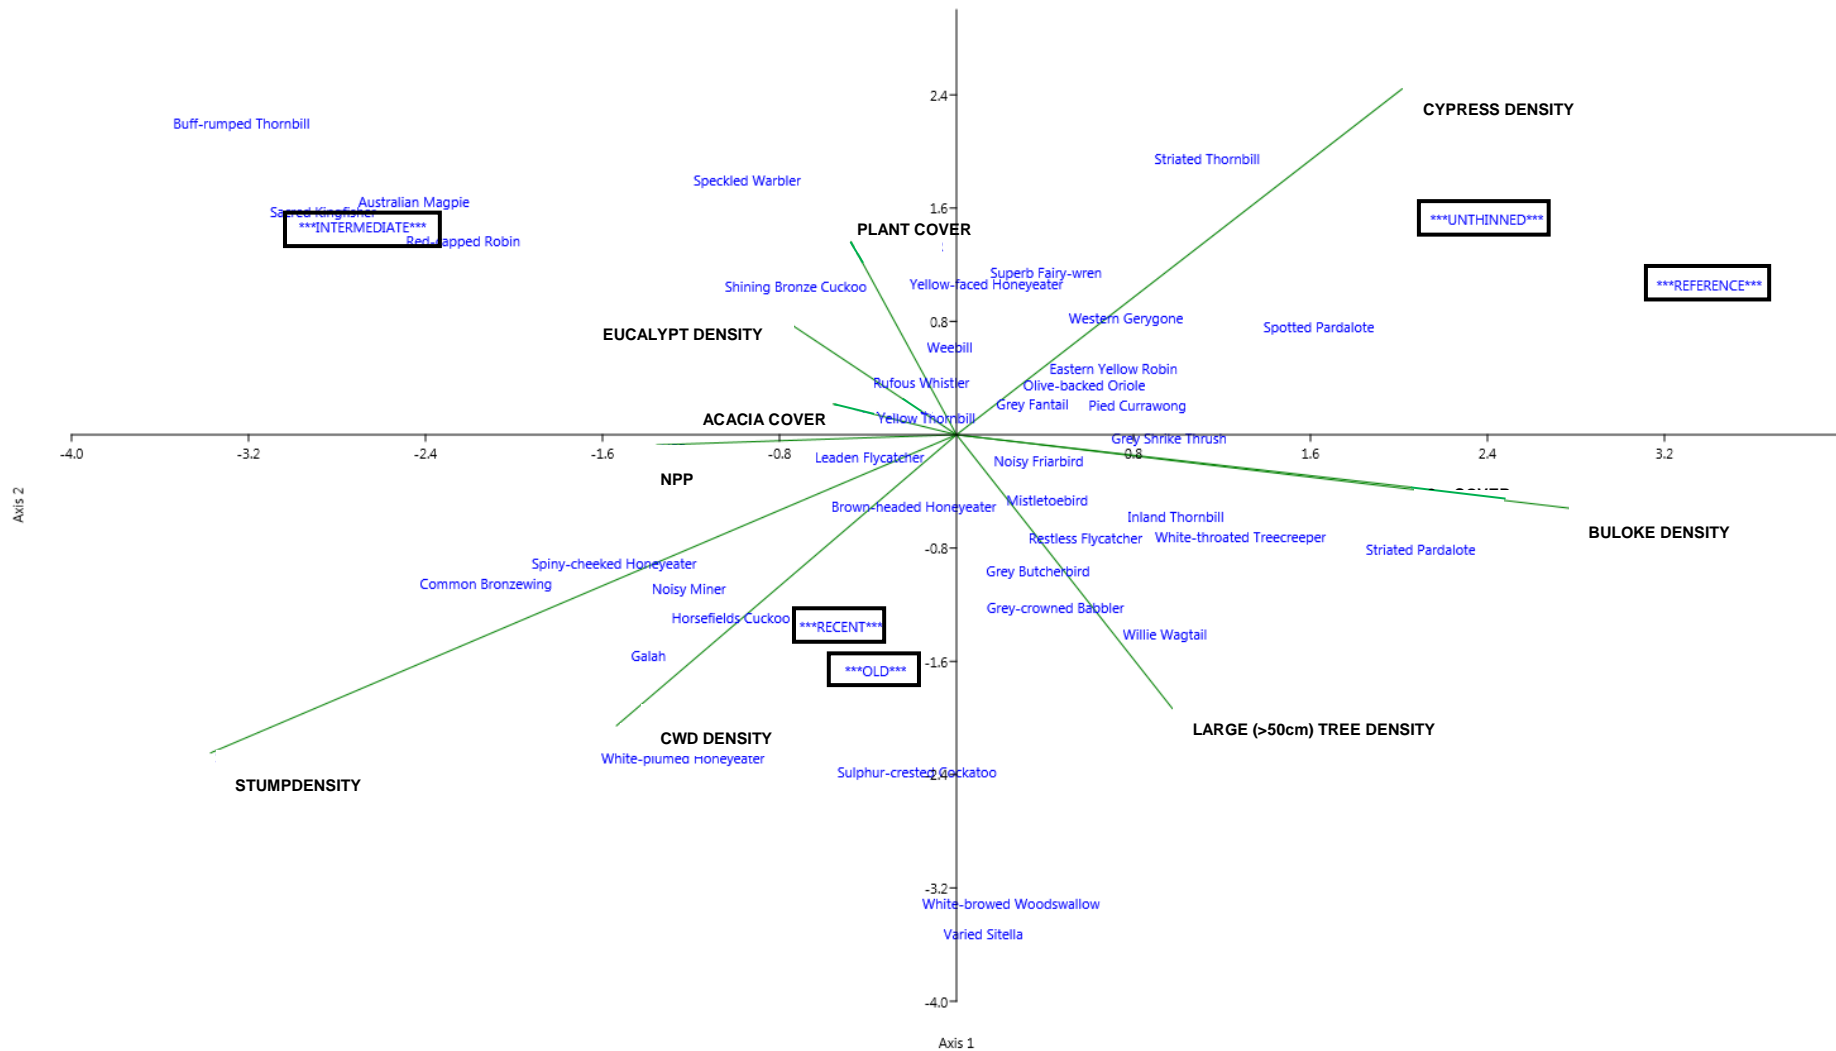 2.4
CYPRESS DENSITY
Buff-rumped Thornbill
Striated Thornbill
Speckled Warbler
Australian Magpie
Sacred Kingfisher
1.6
***INTERMEDIATE***
***UNTHINNED***
PLANT COVER
Red-capped Robin
Superb Fairy-wren
Shining Bronze Cuckoo
Yellow-faced Honeyeater
***REFERENCE***
0.8
Western Gerygone
Spotted Pardalote
EUCALYPT DENSITY
Weebill
Eastern Yellow Robin
Rufous Whistler
Olive-backed Oriole
Grey Fantail
Pied Currawong
ACACIA COVER
Yellow Thornbill
Grey Shrike Thrush
-4.0
-3.2
-2.4
-1.6
-0.8
0.8
1.6
2.4
3.2
Leaden Flycatcher
Noisy Friarbird
NPP
Axis 2
Brown-headed Honeyeater
Mistletoebird
Inland Thornbill
BULOKE DENSITY
Restless Flycatcher
White-throated Treecreeper
-0.8
Striated Pardalote
Spiny-cheeked Honeyeater
Grey Butcherbird
Common Bronzewing
Noisy Miner
Grey-crowned Babbler
Horsefields Cuckoo
***RECENT***
Willie Wagtail
Galah
-1.6
***OLD***
LARGE (>50cm) TREE DENSITY
CWD DENSITY
White-plumed Honeyeater
Sulphur-crested Cockatoo
-2.4
STUMPDENSITY
-3.2
White-browed Woodswallow
Varied Sitella
-4.0
Axis 1